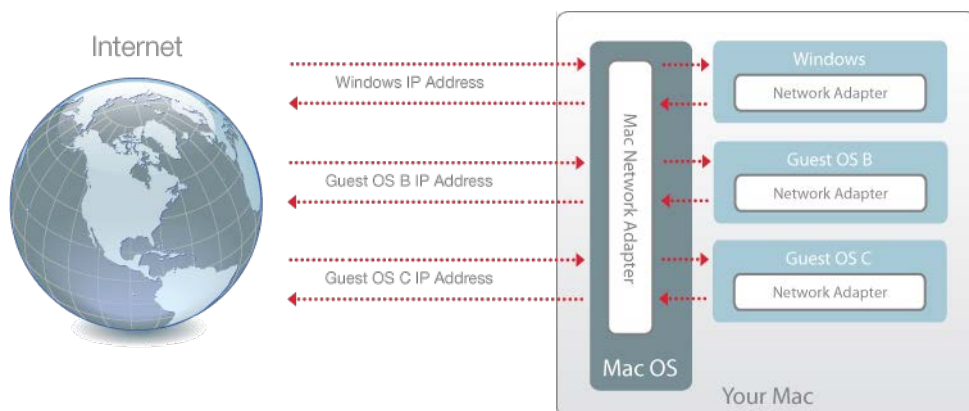 Internet
Windows IP Address
Guest OS B IP Address
Guest OS C IP Address
Mac Network Adapter
Mac OS
Windows
Network Adapter
Guest OS B
Network Adapter
Guest OS C
Network Adapter
Your Mac